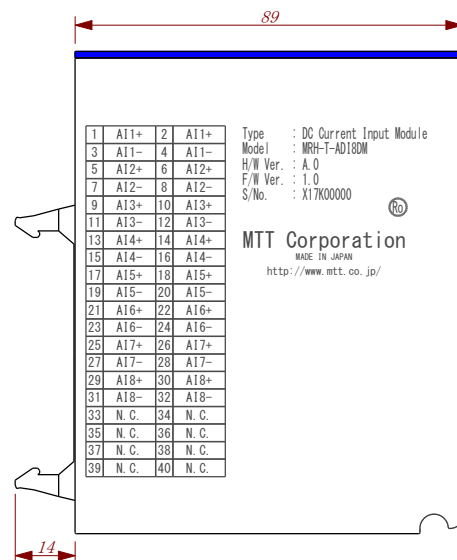 89
1 AI1+ 2 AI1+
3 AI1- 4 AI1-
5 AI2+ 6 AI2+
7 AI2- 8 AI2-
9 AI3+ 10 AI3+
11 AI3- 12 AI3-
13 AI4+ 14 AI4+
15 AI4- 16 AI4-
17 AI5+ 18 AI5+
19 AI5- 20 AI5-
21 AI6+ 22 AI6+
23 AI6- 24 AI6-
25 AI7+ 26 AI7+
27 AI7- 28 AI7-
29 AI8+ 30 AI8+
31 AI8- 32 AI8-
33 N.C. 34 N.C.
35 N.C. 36 N.C.
37 N.C. 38 N.C.
39 N.C. 40 N.C.
Type : DC Current Input Module
Model : MRH-T-ADI8DM
H/W Ver. : A.0
F/W Ver. : 1.0
S/No. : X17K00000
Ro
MTT Corporation
MADE IN JAPAN
http://www.mtt.co.jp/
14